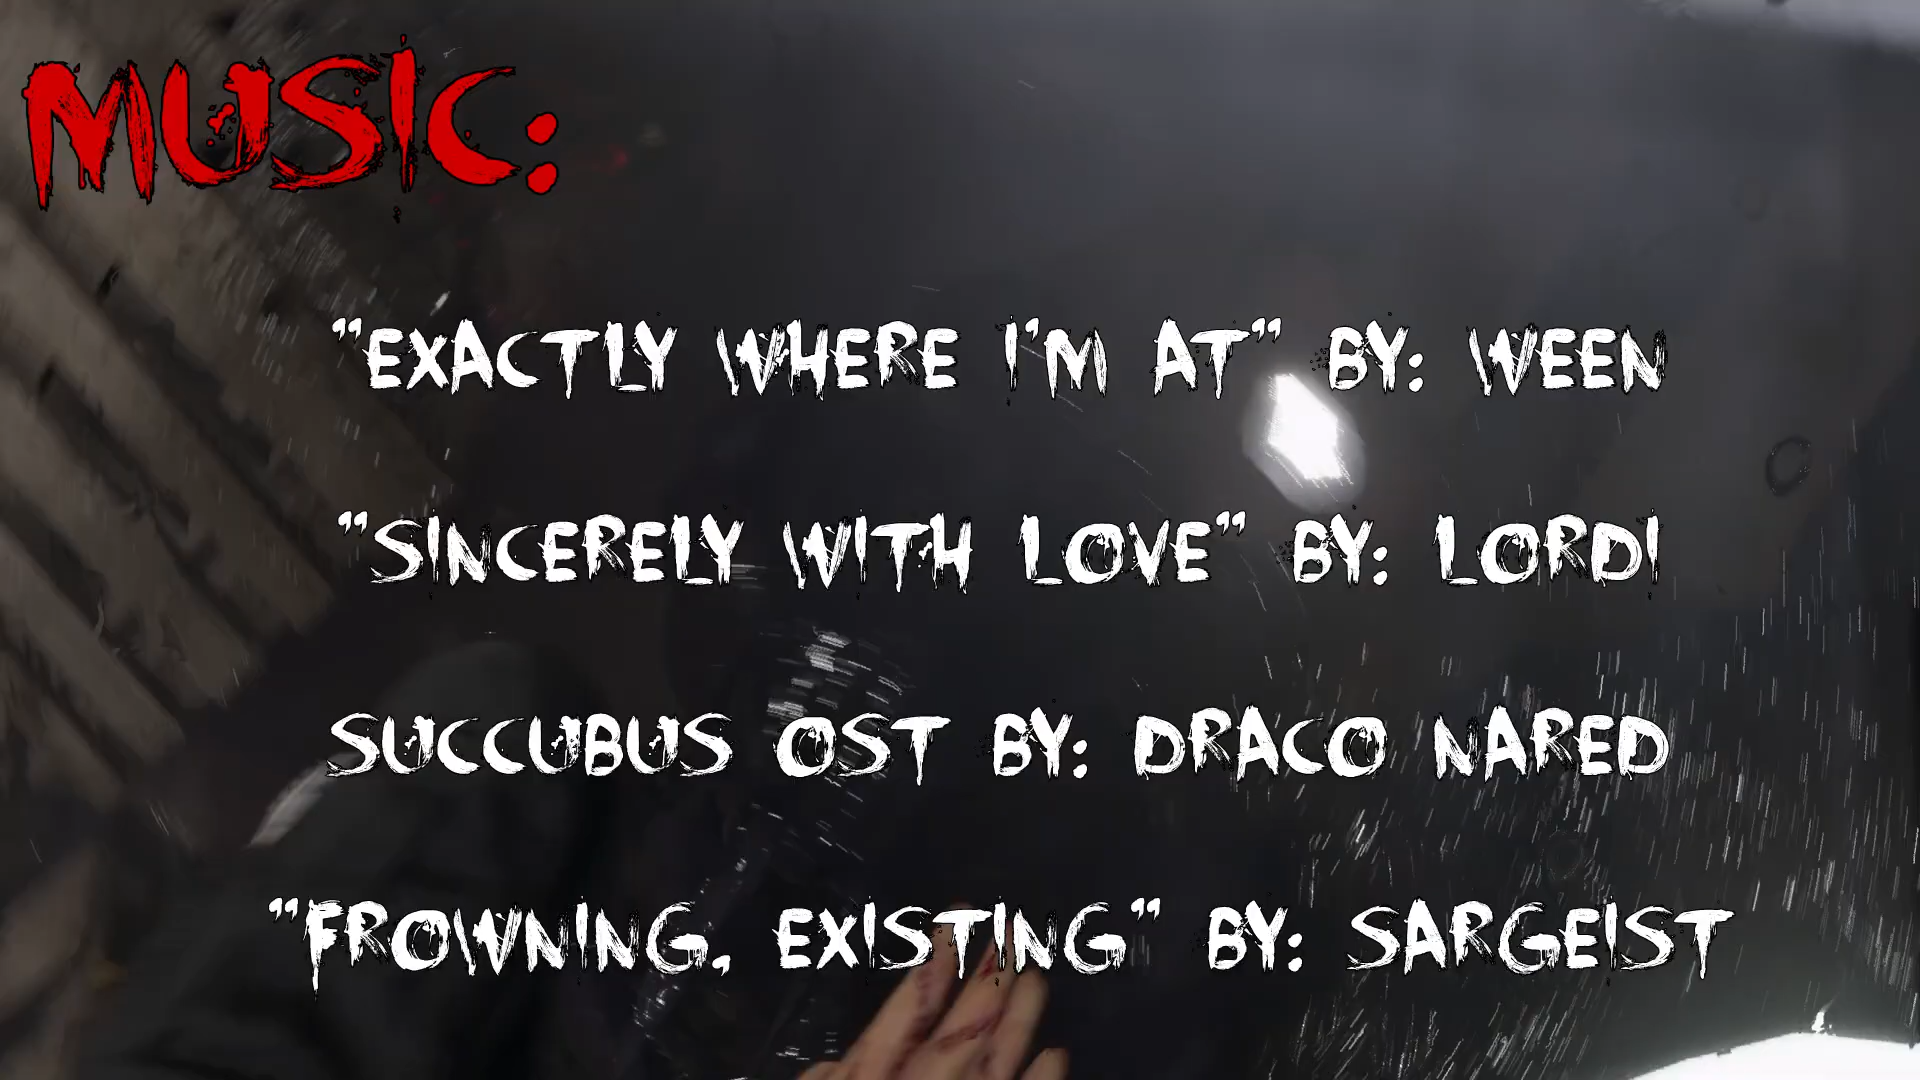 MUSIC:
"EXACTLY WHERE I'M AT" BY: WEEN
"SINCERELY WITH LOVE" BY: LORDI
SUCCUBUS OST BY: DRACO NARED
"FROWNING, EXISTING" BY: SARGEIST